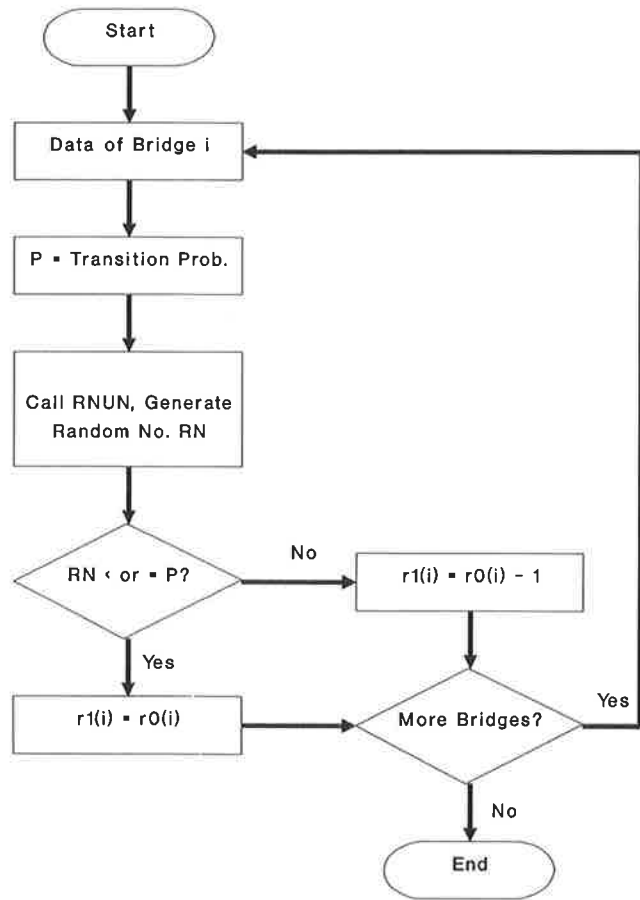 Start
Data of Bridge i
P = Transition Prob.
Call RNUN, Generate
Random No. RN
RN < or = P?
No
r1(i) = r0(i) - 1
Yes
r1(i) = r0(i)
More Bridges?
Yes
No
End